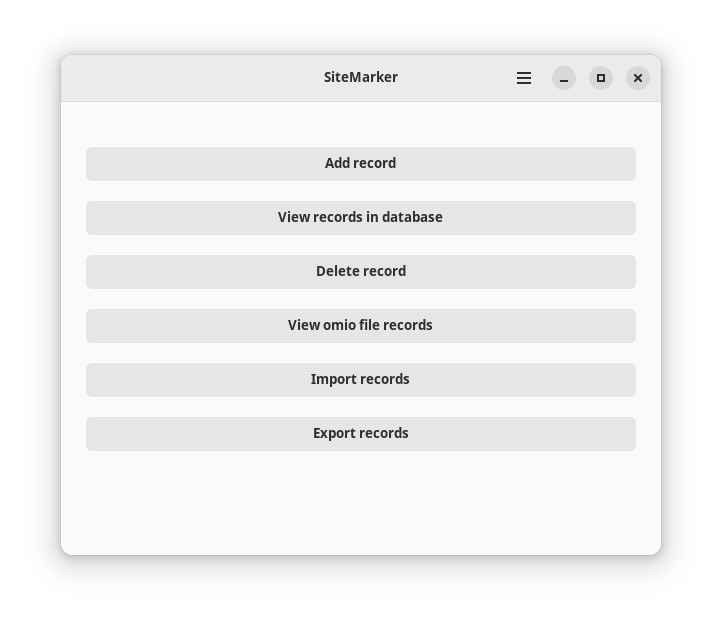 SiteMarker
Add record
View records in database
Delete record
View omio file records
Import records
Export records